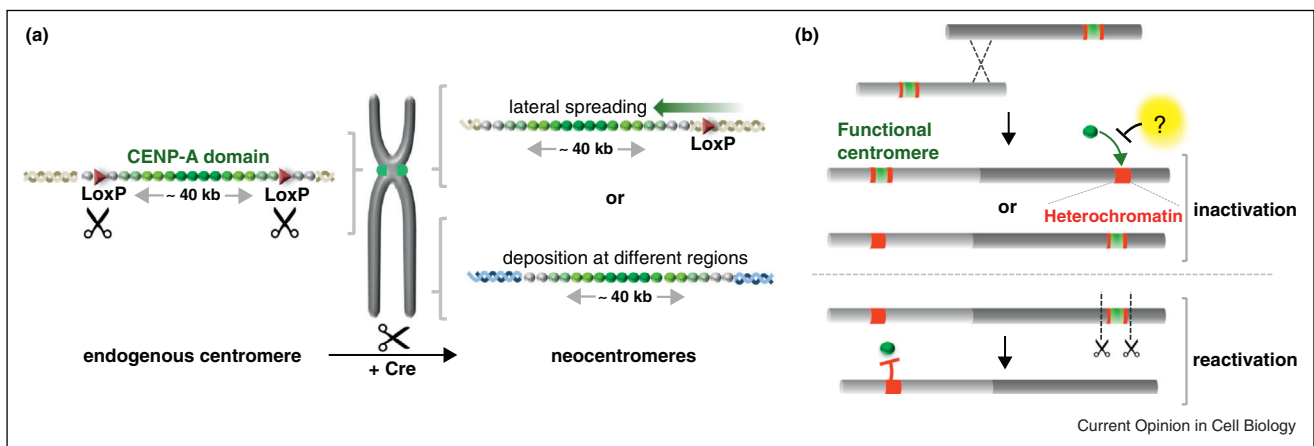 (a)
CENP-A domain
LoxP
LoxP
~ 40 kb
lateral spreading
LoxP
~ 40 kb
or
deposition at different regions
~ 40 kb
endogenous centromere
+ Cre
neocentromeres
(b)
Functional
centromere
?
or
Heterochromatin
inactivation
reactivation
Current Opinion in Cell Biology